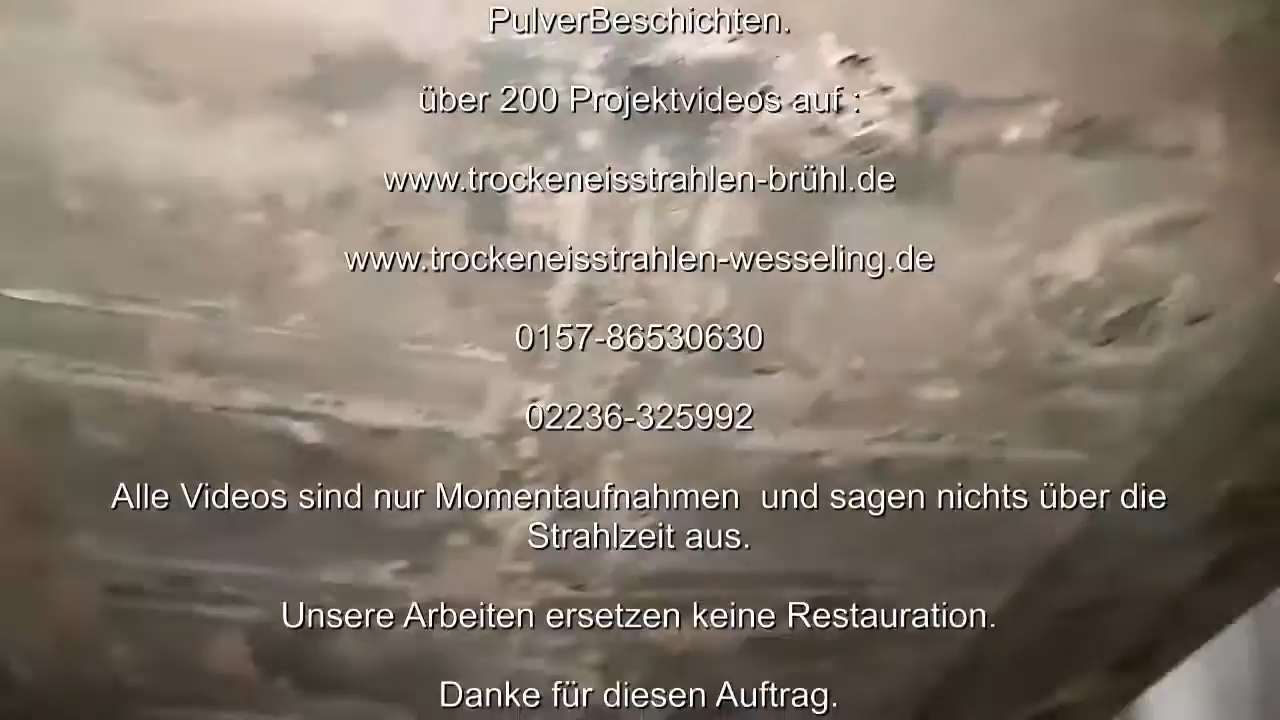 PulverBeschichten.
über 200 Projektvideos auf :
www.trockeneisstrahlen-brühl.de
www.trockeneisstrahlen-wesseling.de
0157-86530630
02236-325992
Alle Videos sind nur Momentaufnahmen  und sagen nichts über die
Strahlzeit aus.
Unsere Arbeiten ersetzen keine Restauration.
Danke für diesen Auftrag.